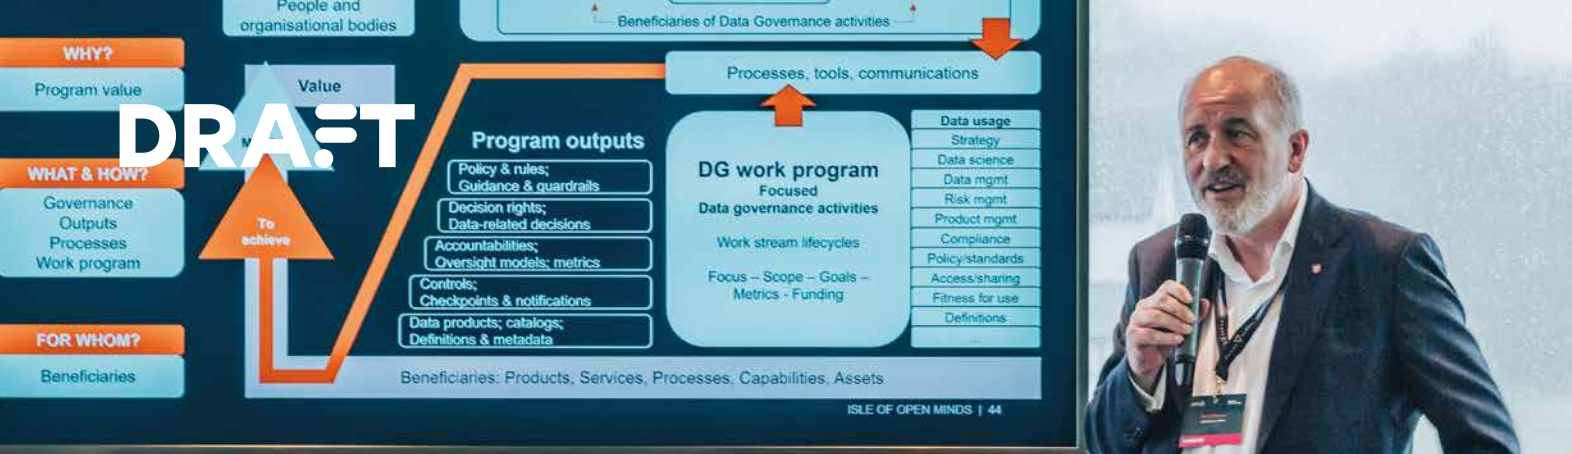 People and
organisational bodies
WHY?
Program value
WHAT & HOW?
Governance
Outputs
Processes
Work program
FOR WHOM?
Beneficiaries
DRAFT
Value
To
achieve
Beneficiaries of Data Governance activities
Processes, tools, communications
Program outputs
Policy & rules;
Guidance & guardrails
Decision rights;
Data-related decisions
Accountabilities;
Oversight models; metrics
Controls;
Checkpoints & notifications
Data products; catalogs;
Definitions & metadata
DG work program
Focused
Data governance activities
Work stream lifecycles
Focus – Scope – Goals –
Metrics - Funding
Data usage
Strategy
Data science
Data mgmt
Risk mgmt
Product mgmt
Compliance
Policy/standards
Access/sharing
Fitness for use
Definitions
...
Beneficiaries: Products, Services, Processes, Capabilities, Assets
ISLE OF OPEN MINDS | 44